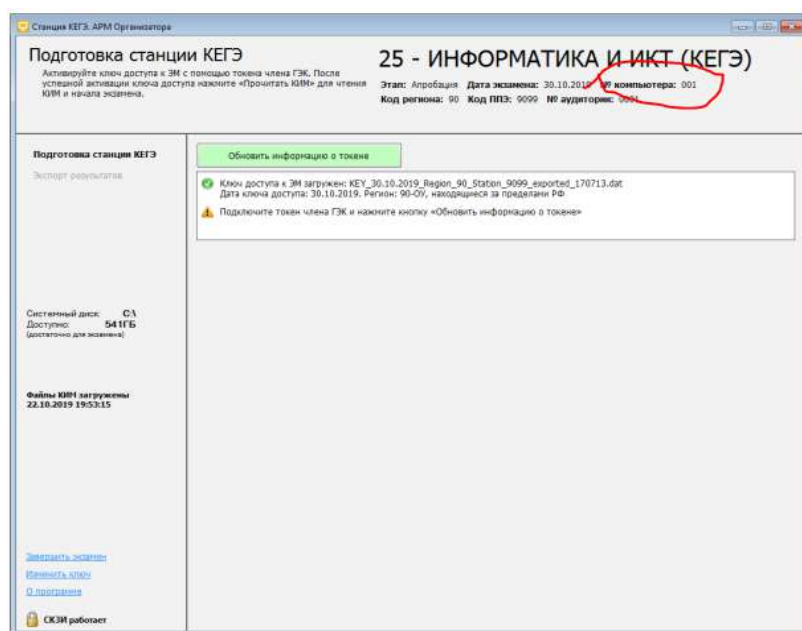 Станция КЕГЭ. АРМ Организатора
Подготовка станции КЕГЭ
Активируйте ключ доступа к ЭМ с помощью токена члена ГЭК. После
успешной активации ключа доступа нажмите «Прочитать КИМ» для чтения
КИМ и начала экзамена.
25 - ИНФОРМАТИКА И ИКТ (КЕГЭ)
Этап: Апробация Дата экзамена: 30.10.2019 № компьютера: 001
Код региона: 90 Код ППЭ: 9099 № аудитории: 0001
Подготовка станции КЕГЭ
Экспорт результатов
Обновить информацию о токене
Ключ доступа к ЭМ загружен: KEY_30.10.2019_Region_90_Station_9099_exported_170713.dat
Дата ключа доступа: 30.10.2019. Регион: 90-ОУ, находящиеся за пределами РФ
Подключите токен члена ГЭК и нажмите кнопку «Обновить информацию о токене»
Системный диск: C:\
Доступно: 541ГБ
(достаточно для экзамена)
Файлы КИМ загружены
22.10.2019 19:53:15
Завершить экзамен
Изменить ключ
О программе
СКЗИ работает